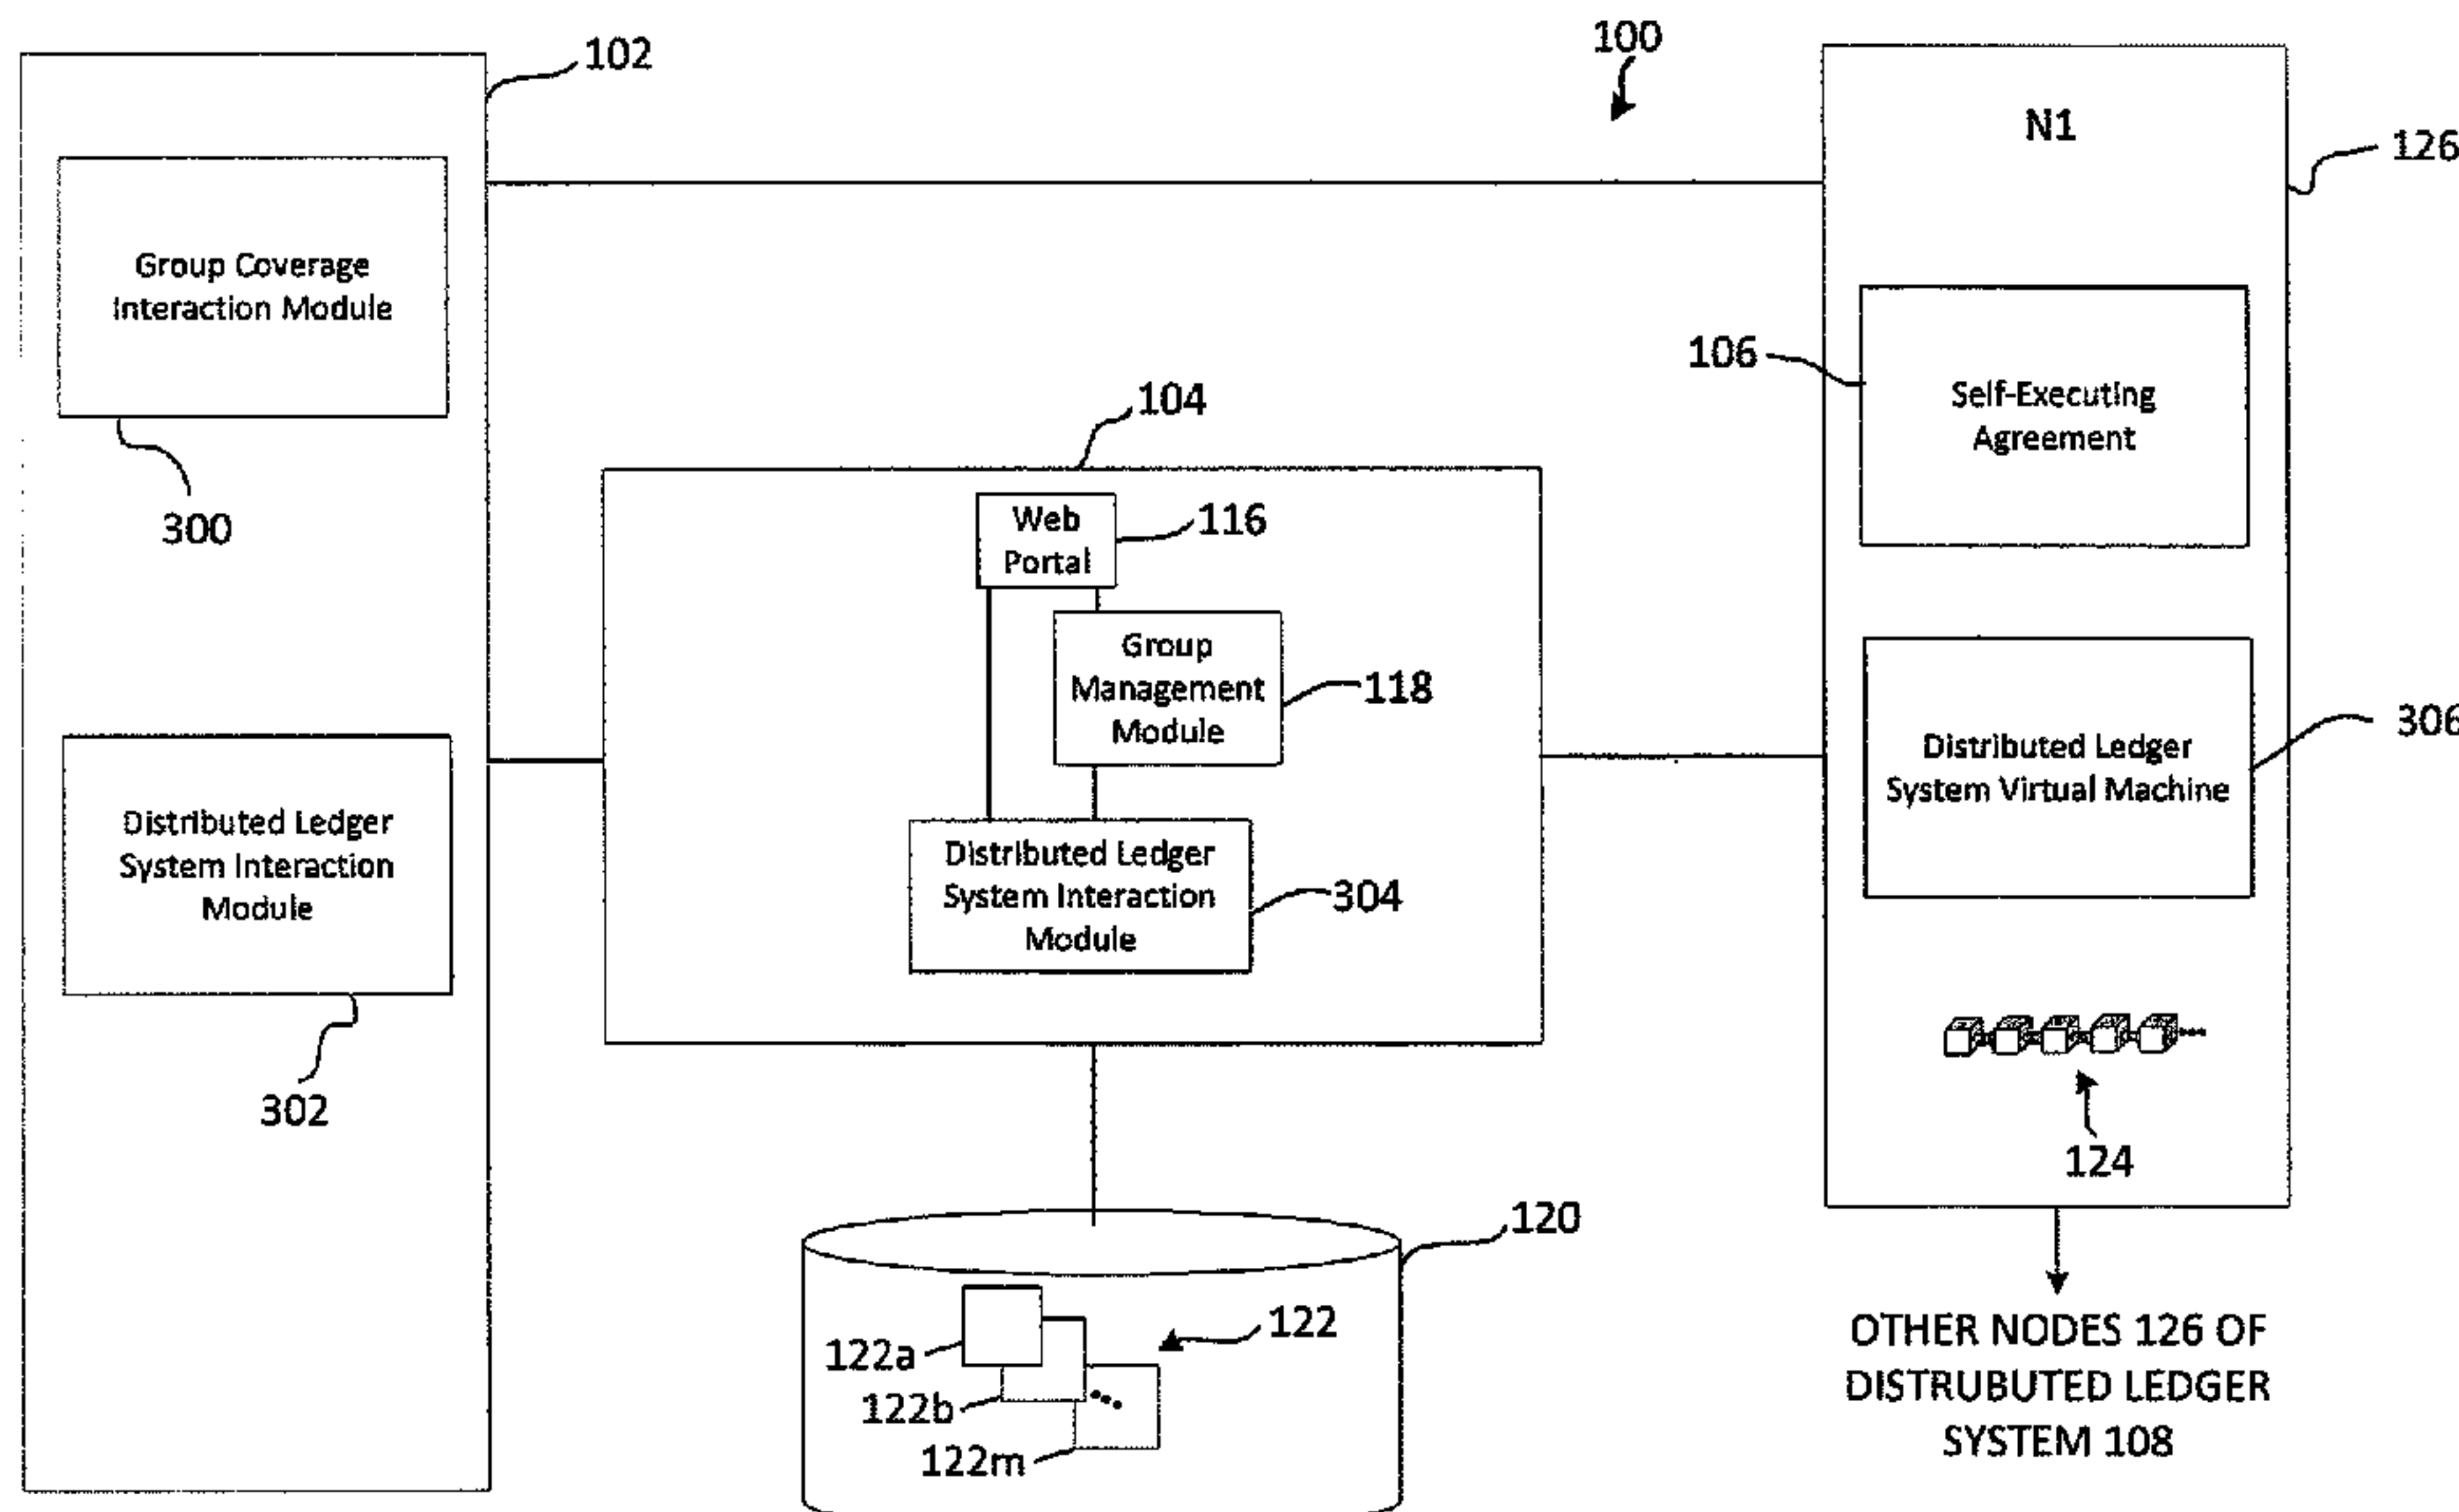 102
100
N1
126
Group Coverage
Interaction Module
300
106
Self-Executing
Agreement
104
Web
Portal
116
Group
Management
Module
118
Distributed Ledger
System Interaction
Module
304
Distributed Ledger
System Virtual Machine
306
Distributed Ledger
System Interaction
Module
302
124
120
122
122a
122b
122m
OTHER NODES 126 OF
DISTRUBUTED LEDGER
SYSTEM 108